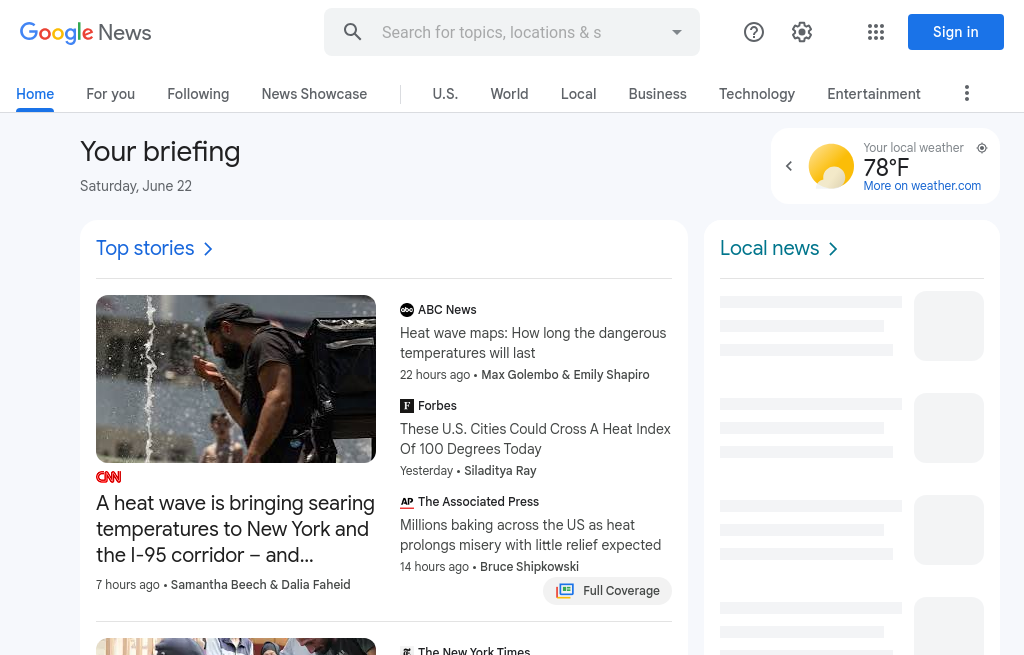 Google News
Search for topics, locations & s
Sign in
Home
For you
Following
News Showcase
U.S.
World
Local
Business
Technology
Entertainment
Your briefing
Saturday, June 22
Your local weather
78°F
More on weather.com
Top stories
CNN
A heat wave is bringing searing
temperatures to New York and
the I-95 corridor – and...
7 hours ago • Samantha Beech & Dalia Faheid
abc ABC News
Heat wave maps: How long the dangerous
temperatures will last
22 hours ago • Max Golembo & Emily Shapiro
F Forbes
These U.S. Cities Could Cross A Heat Index
Of 100 Degrees Today
Yesterday • Siladitya Ray
AP The Associated Press
Millions baking across the US as heat
prolongs misery with little relief expected
14 hours ago • Bruce Shipkowski
Full Coverage
The New York Times
Local news